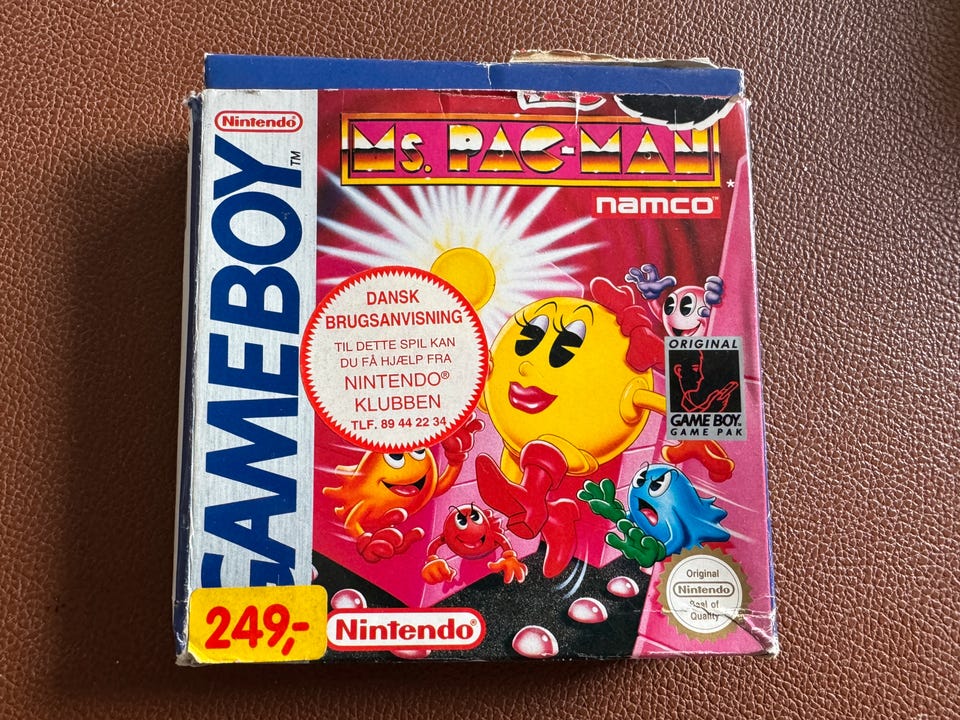 Nintendo
GAMEBOY™
Ms. PAC-MAN
*
namco
DANSK
BRUGSANVISNING
TIL DETTE SPIL KAN
DU FÅ HJÆLP FRA
NINTENDO®
KLUBBEN
TLF. 89 44 22 34
ORIGINAL
GAME BOY
GAME PAK
Original
Nintendo
Seal of
Quality
249,-
Nintendo®